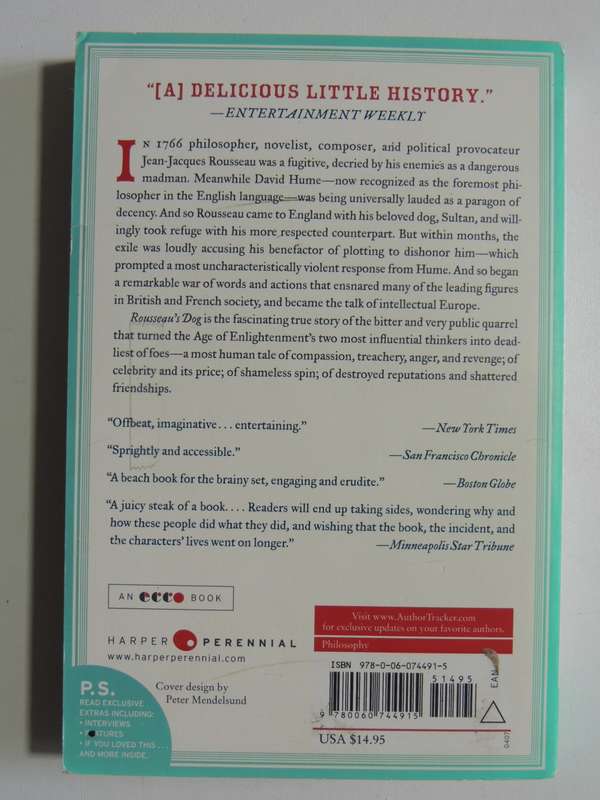 “[A] DELICIOUS LITTLE HISTORY.”
—ENTERTAINMENT WEEKLY
IN 1766 philosopher, novelist, composer, and political provocateur
Jean-Jacques Rousseau was a fugitive, decried by his enemies as a dangerous
madman. Meanwhile David Hume—now recognized as the foremost phi-
losopher in the English language—was being universally lauded as a paragon of
decency. And so Rousseau came to England with his beloved dog, Sultan, and will-
ingly took refuge with his more respected counterpart. But within months, the
exile was loudly accusing his benefactor of plotting to dishonor him—which
prompted a most uncharacteristically violent response from Hume. And so began
a remarkable war of words and actions that ensnared many of the leading figures
in British and French society, and became the talk of intellectual Europe.
Rousseau's Dog is the fascinating true story of the bitter and very public quarrel
that turned the Age of Enlightenment's two most influential thinkers into dead-
liest of foes—a most human tale of compassion, treachery, anger, and revenge; of
celebrity and its price; of shameless spin; of destroyed reputations and shattered
friendships.
“Offbeat, imaginative . . . entertaining.” —New York Times
“Sprightly and accessible.” —San Francisco Chronicle
“A beach book for the brainy set, engaging and erudite.” —Boston Globe
“A juicy steak of a book. . . . Readers will end up taking sides, wondering why and
how these people did what they did, and wishing that the book, the incident, and
the characters' lives went on longer.” —Minneapolis Star Tribune
AN ecco BOOK
HARPER PERENNIAL
www.harperperennial.com
Visit www.AuthorTracker.com
for exclusive updates on your favorite authors.
Philosophy
ISBN 978-0-06-074491-5
51495
9 780060 744915
EAN
USA $14.95
P.S.
READ EXCLUSIVE
EXTRAS INCLUDING:
• INTERVIEWS
• FEATURES
• IF YOU LOVED THIS . . .
AND MORE INSIDE.
Cover design by
Peter Mendelsund